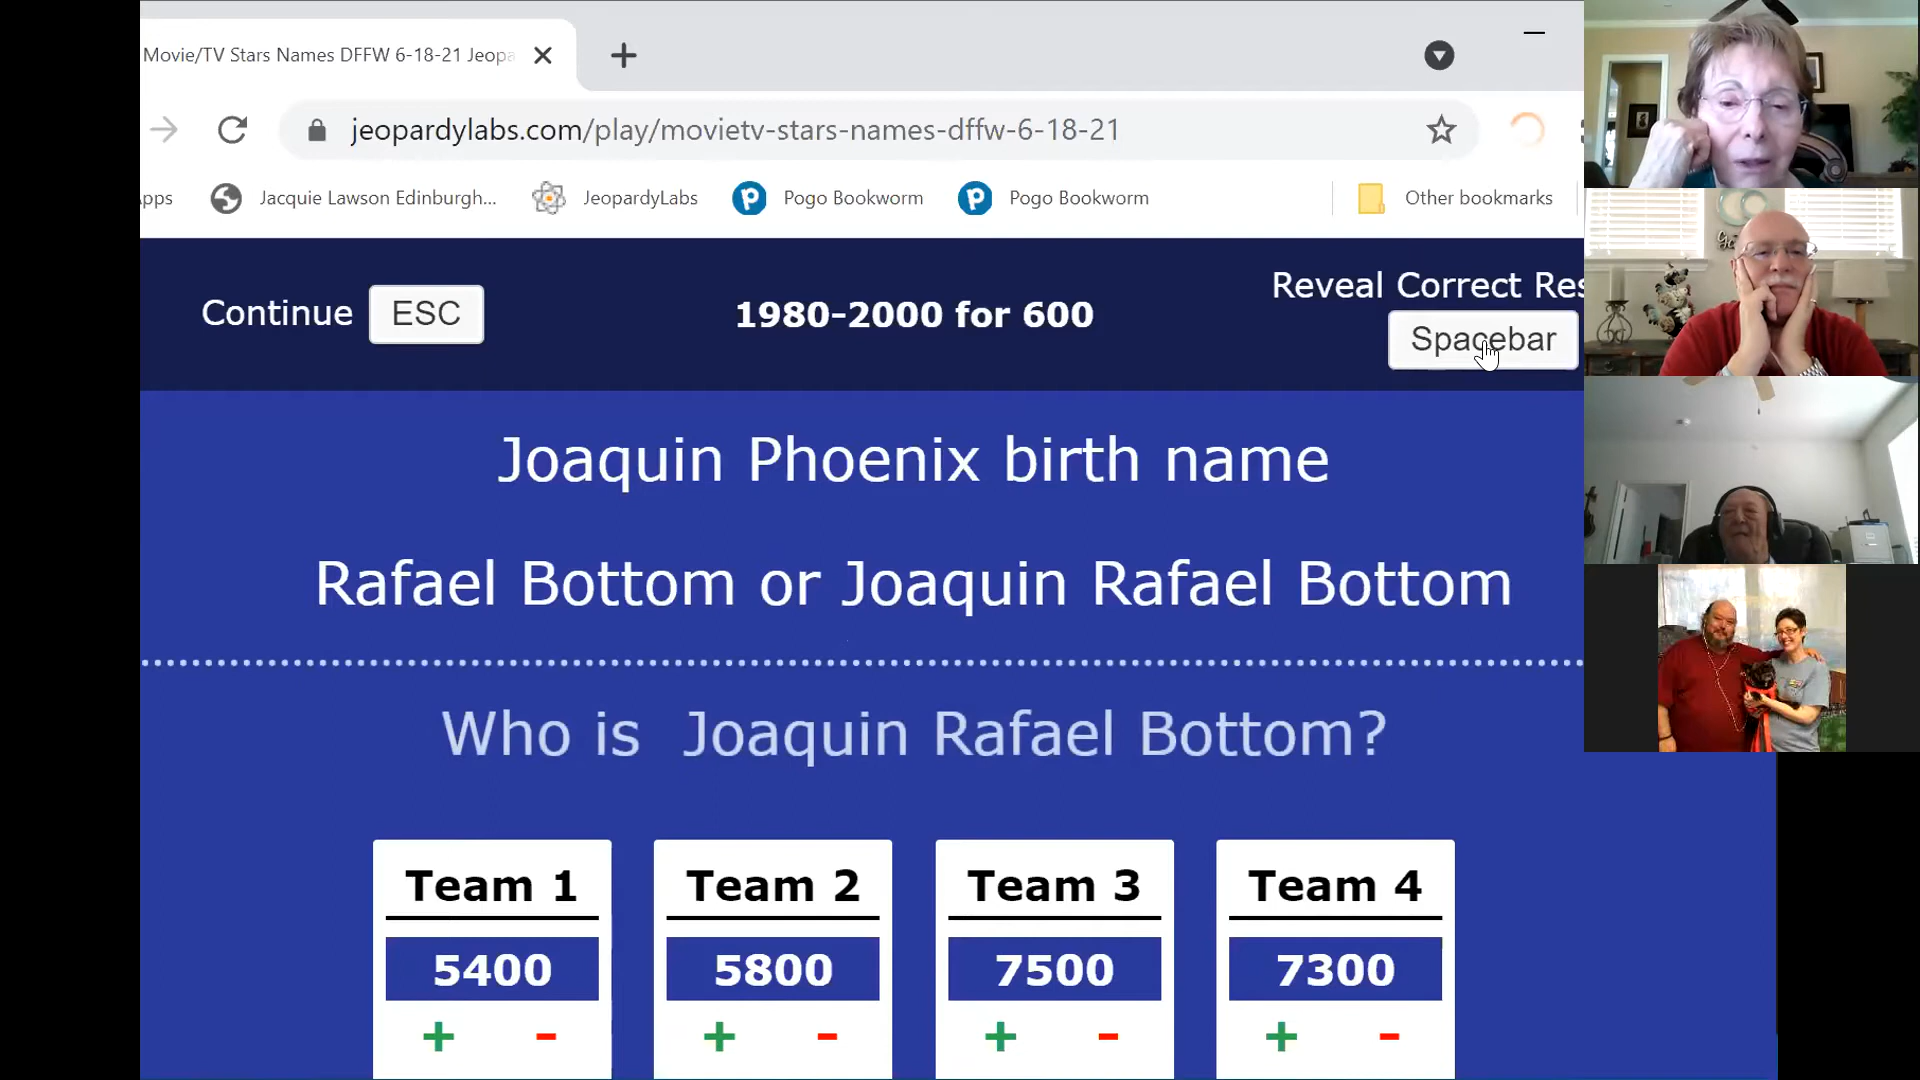 Movie/TV Stars Names DFFW 6-18-21 Jeopa
jeopardylabs.com/play/movietv-stars-names-dffw-6-18-21
pps
Jacquie Lawson Edinburgh...
JeopardyLabs
Pogo Bookworm
Pogo Bookworm
Other bookmarks
Continue ESC
1980-2000 for 600
Reveal Correct Res
Spacebar
Joaquin Phoenix birth name
Rafael Bottom or Joaquin Rafael Bottom
Who is Joaquin Rafael Bottom?
Team 1 Team 2 Team 3 Team 4
5400 5800 7500 7300
+ - + - + - + -